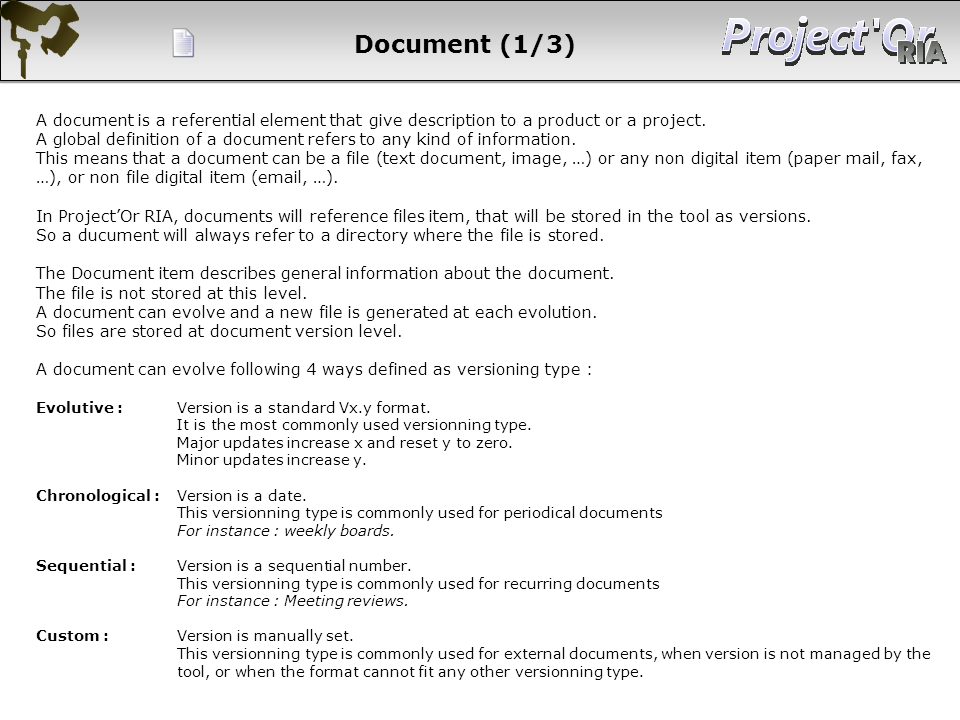 Document (1/3)
Project'Or
RIA
A document is a referential element that give description to a product or a project.
A global definition of a document refers to any kind of information.
This means that a document can be a file (text document, image, …) or any non digital item (paper mail, fax,
…), or non file digital item (email, …).
In Project’Or RIA, documents will reference files item, that will be stored in the tool as versions.
So a ducument will always refer to a directory where the file is stored.
The Document item describes general information about the document.
The file is not stored at this level.
A document can evolve and a new file is generated at each evolution.
So files are stored at document version level.
A document can evolve following 4 ways defined as versioning type :
Evolutive : Version is a standard Vx.y format.
It is the most commonly used versionning type.
Major updates increase x and reset y to zero.
Minor updates increase y.
Chronological : Version is a date.
This versionning type is commonly used for periodical documents
For instance : weekly boards.
Sequential : Version is a sequential number.
This versionning type is commonly used for recurring documents
For instance : Meeting reviews.
Custom : Version is manually set.
This versionning type is commonly used for external documents, when version is not managed by the
tool, or when the format cannot fit any other versionning type.